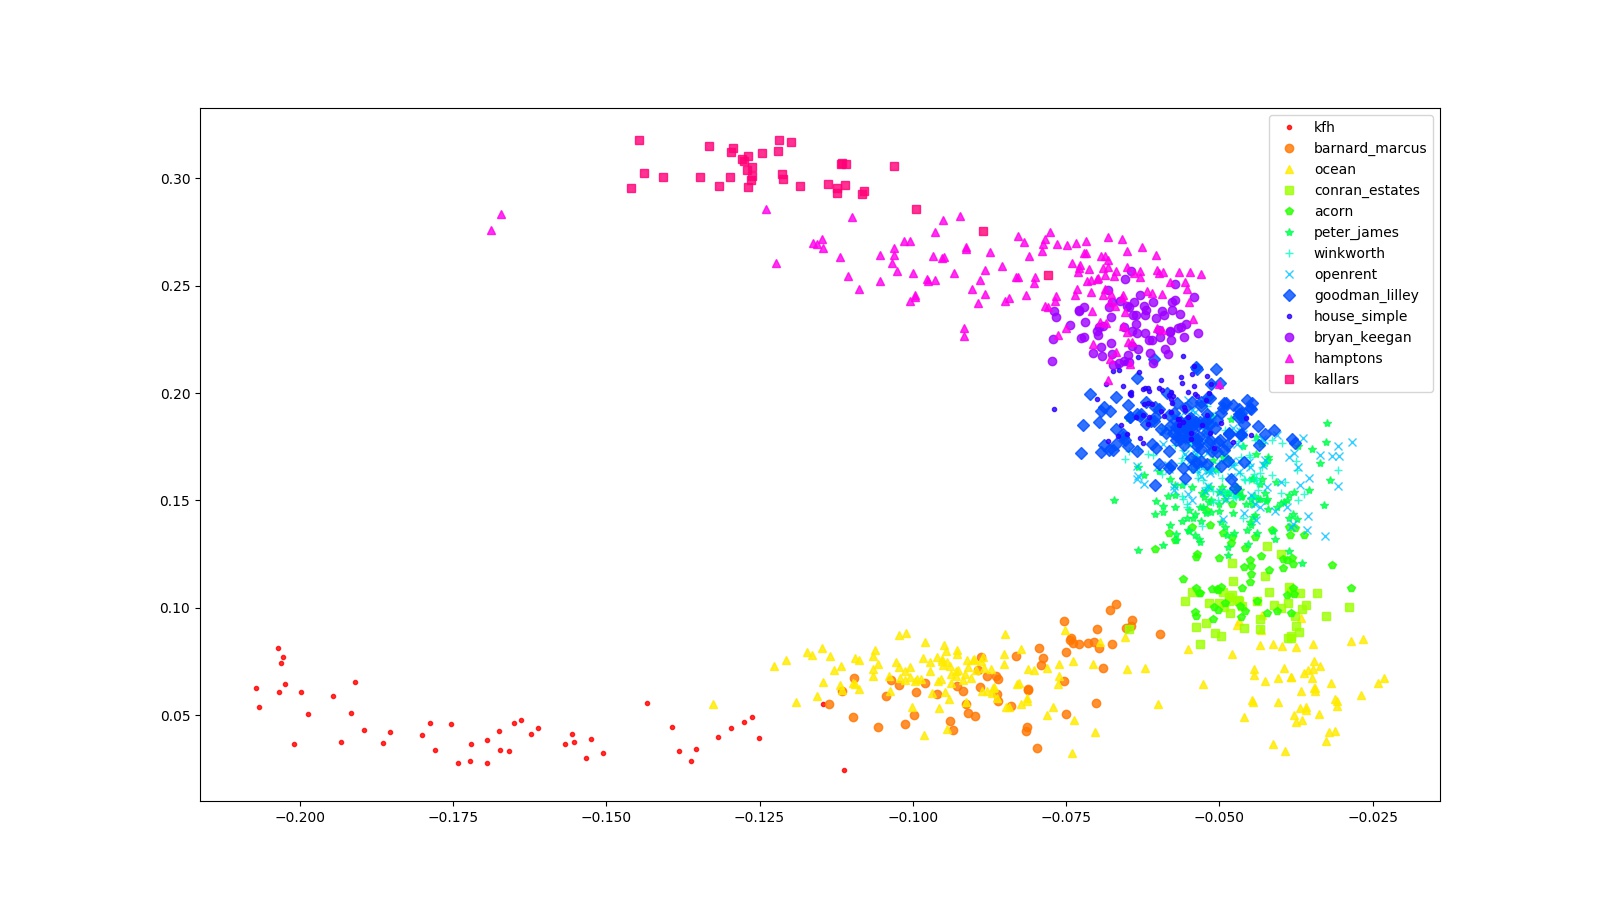 0.30
0.25
0.20
0.15
0.10
0.05
−0.200
−0.175
−0.150
−0.125
−0.100
−0.075
−0.050
−0.025
kfh
barnard_marcus
ocean
conran_estates
acorn
peter_james
winkworth
openrent
goodman_lilley
house_simple
bryan_keegan
hamptons
kallars